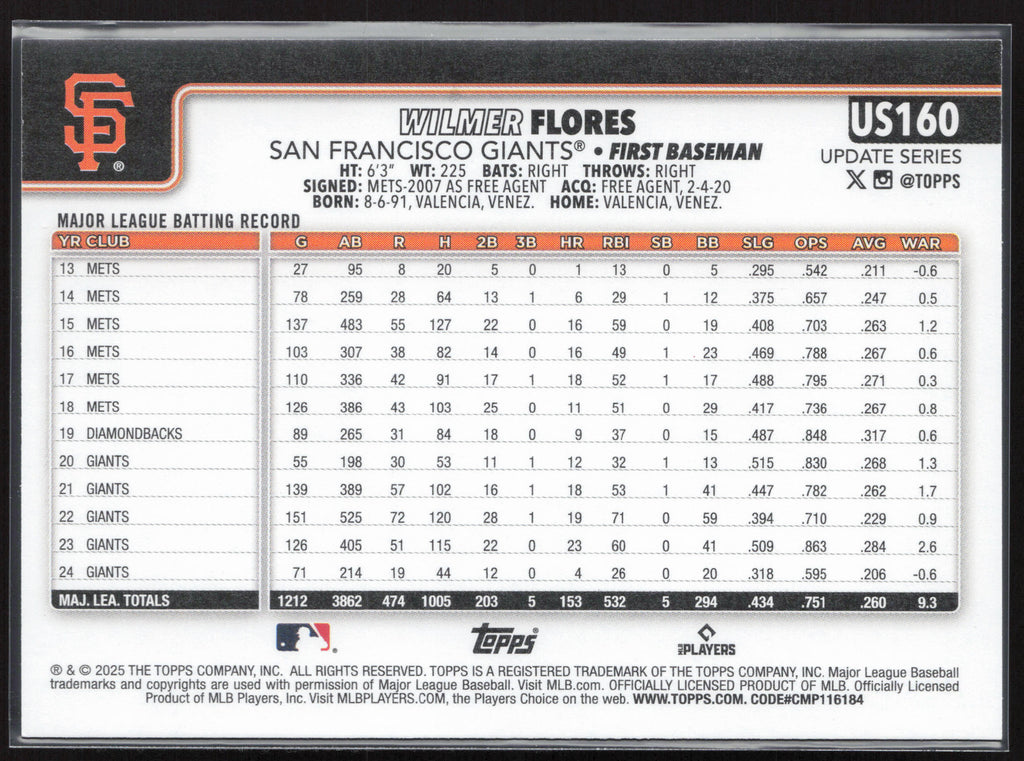 SF®
WILMER FLORES
US160
SAN FRANCISCO GIANTS® • FIRST BASEMAN
UPDATE SERIES
HT: 6'3" WT: 225 BATS: RIGHT THROWS: RIGHT
X @TOPPS
SIGNED: METS-2007 AS FREE AGENT ACQ: FREE AGENT, 2-4-20
BORN: 8-6-91, VALENCIA, VENEZ. HOME: VALENCIA, VENEZ.
MAJOR LEAGUE BATTING RECORD
YR CLUB G AB R H 2B 3B HR RBI SB BB SLG OPS AVG WAR
13 METS 27 95 8 20 5 0 1 13 0 5 .295 .542 .211 -0.6
14 METS 78 259 28 64 13 1 6 29 1 12 .375 .657 .247 0.5
15 METS 137 483 55 127 22 0 16 59 0 19 .408 .703 .263 1.2
16 METS 103 307 38 82 14 0 16 49 1 23 .469 .788 .267 0.6
17 METS 110 336 42 91 17 1 18 52 1 17 .488 .795 .271 0.3
18 METS 126 386 43 103 25 0 11 51 0 29 .417 .736 .267 0.8
19 DIAMONDBACKS 89 265 31 84 18 0 9 37 0 15 .487 .848 .317 0.6
20 GIANTS 55 198 30 53 11 1 12 32 1 13 .515 .830 .268 1.3
21 GIANTS 139 389 57 102 16 1 18 53 1 41 .447 .782 .262 1.7
22 GIANTS 151 525 72 120 28 1 19 71 0 59 .394 .710 .229 0.9
23 GIANTS 126 405 51 115 22 0 23 60 0 41 .509 .863 .284 2.6
24 GIANTS 71 214 19 44 12 0 4 26 0 20 .318 .595 .206 -0.6
MAJ. LEA. TOTALS 1212 3862 474 1005 203 5 153 532 5 294 .434 .751 .260 9.3
topps®
MLB PLAYERS
® & © 2025 THE TOPPS COMPANY, INC. ALL RIGHTS RESERVED. TOPPS IS A REGISTERED TRADEMARK OF THE TOPPS COMPANY, INC. Major League Baseball
trademarks and copyrights are used with permission of Major League Baseball. Visit MLB.com. OFFICIALLY LICENSED PRODUCT OF MLB. Officially Licensed
Product of MLB Players, Inc. Visit MLBPLAYERS.COM, the Players Choice on the web. WWW.TOPPS.COM. CODE#CMP116184